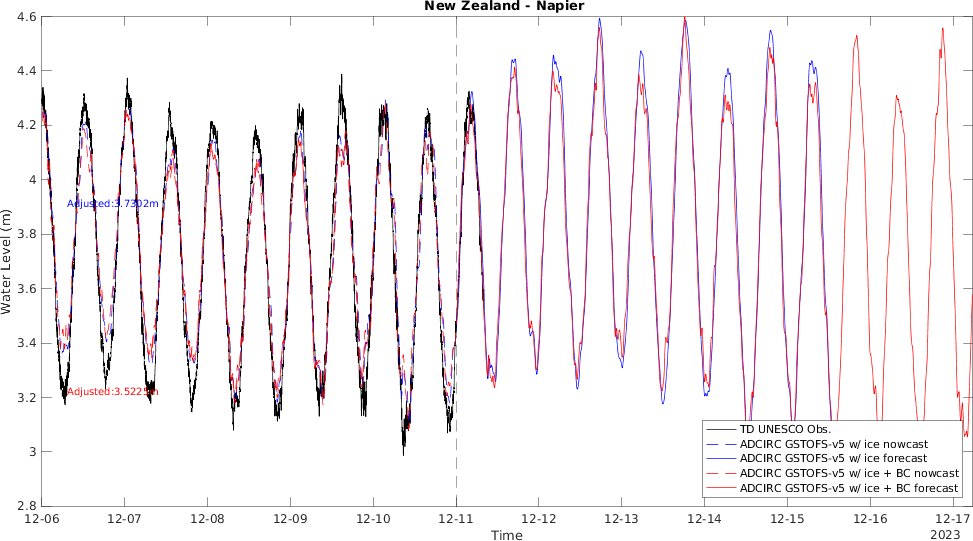 New Zealand - Napier
4.6
4.4
4.2
4
3.8
3.6
3.4
3.2
3
2.8
Water Level (m)
Adjusted:3.7302m
Adjusted:3.5225m
TD UNESCO Obs.
ADCIRC GSTOFS-v5 w/ ice nowcast
ADCIRC GSTOFS-v5 w/ ice forecast
ADCIRC GSTOFS-v5 w/ ice + BC nowcast
ADCIRC GSTOFS-v5 w/ ice + BC forecast
12-06 12-07 12-08 12-09 12-10 12-11 12-12 12-13 12-14 12-15 12-16 12-17
Time
2023